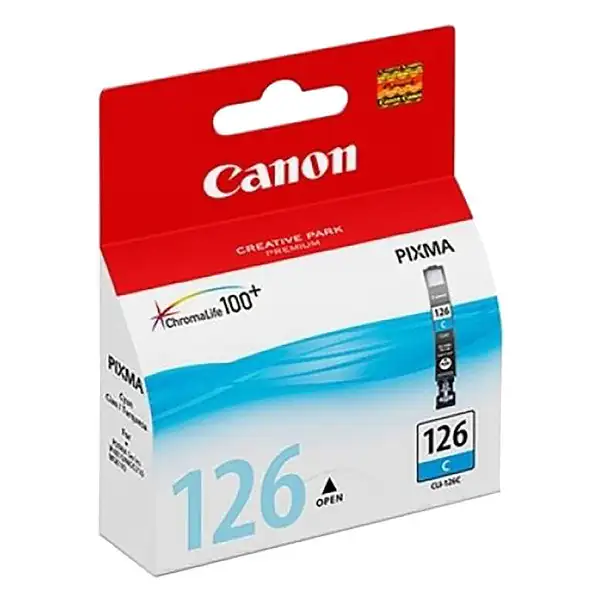 Canon
CREATIVE PARK
PREMIUM
PIXMA
ChromaLife100+
126
C
126
C
CLI-126C
126
OPEN
PIXMA
Cyan